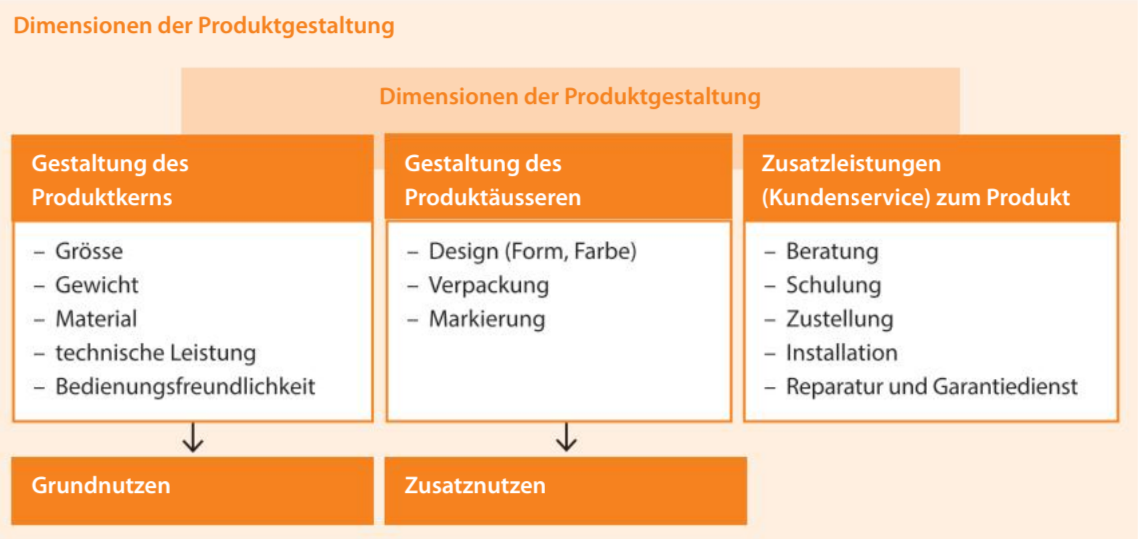 Dimensionen der Produktgestaltung
Dimensionen der Produktgestaltung
Gestaltung des
Produktkerns
– Grösse
– Gewicht
– Material
– technische Leistung
– Bedienungsfreundlichkeit
Grundnutzen
Gestaltung des
Produktäusseren
– Design (Form, Farbe)
– Verpackung
– Markierung
Zusatznutzen
Zusatzleistungen
(Kundenservice) zum Produkt
– Beratung
– Schulung
– Zustellung
– Installation
– Reparatur und Garantiedienst